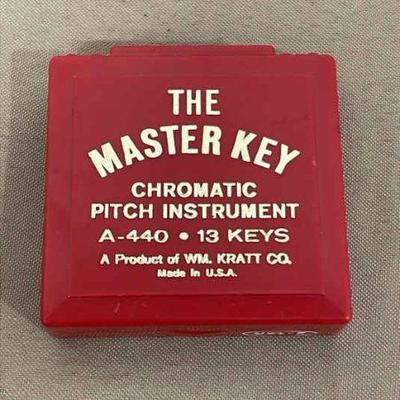 THE
MASTER KEY
CHROMATIC
PITCH INSTRUMENT
A-440 • 13 KEYS
A Product of WM. KRATT CO.
Made In U.S.A.